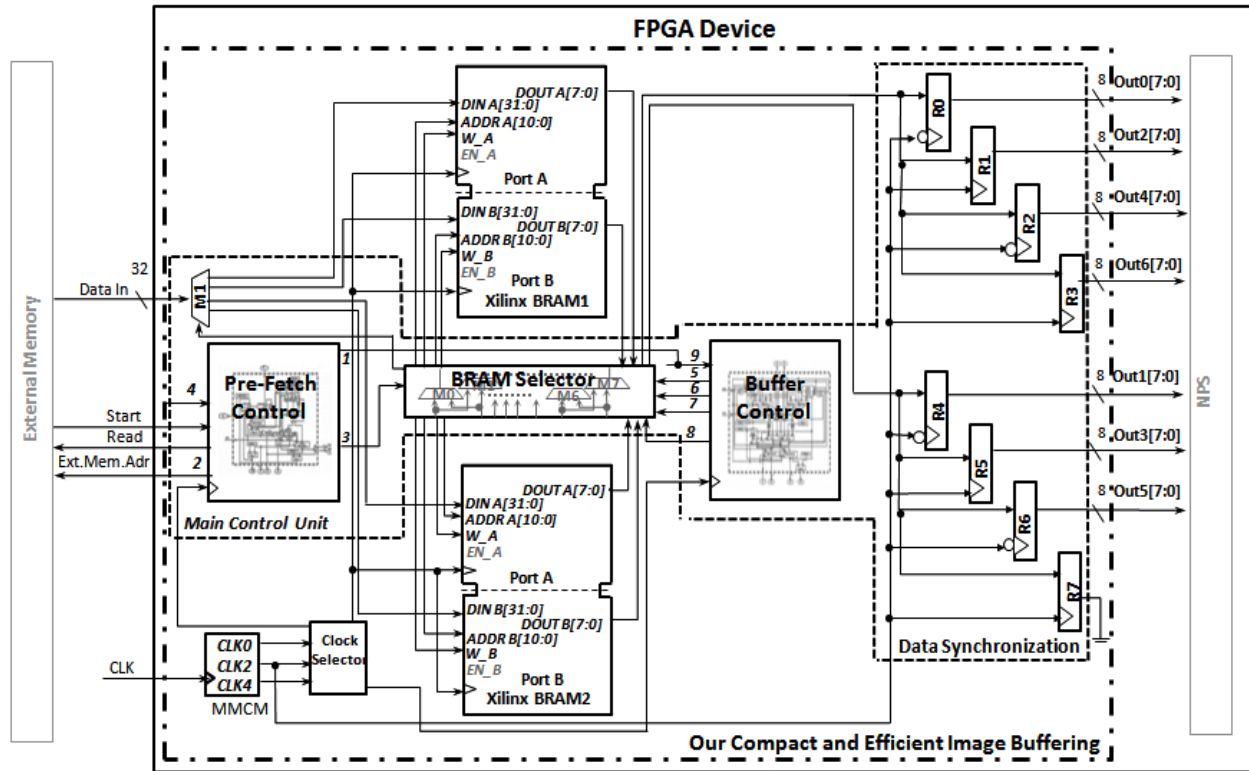 FPGA Device
External Memory
NPS
DOUT A[7:0]
DIN A[31:0]
ADDR A[10:0]
W_A
EN_A
Port A
DIN B[31:0]
DOUT B[7:0]
ADDR B[10:0]
W_B
EN_B
Port B
Xilinx BRAM1
32
Data In
M1
Pre-Fetch
Control
1
4
3
2
Start
Read
Ext.Mem.Adr
Main Control Unit
BRAM Selector
M0
M6
M7
9
5
6
7
8
Buffer
Control
DOUT A[7:0]
DIN A[31:0]
ADDR A[10:0]
W_A
EN_A
Port A
DIN B[31:0]
DOUT B[7:0]
ADDR B[10:0]
W_B
EN_B
Port B
Xilinx BRAM2
CLK
CLK0
CLK2
CLK4
MMCM
Clock
Selector
R0
8
Out0[7:0]
R1
8
Out2[7:0]
R2
8
Out4[7:0]
R3
8
Out6[7:0]
R4
8
Out1[7:0]
R5
8
Out3[7:0]
R6
8
Out5[7:0]
R7
Data Synchronization
Our Compact and Efficient Image Buffering